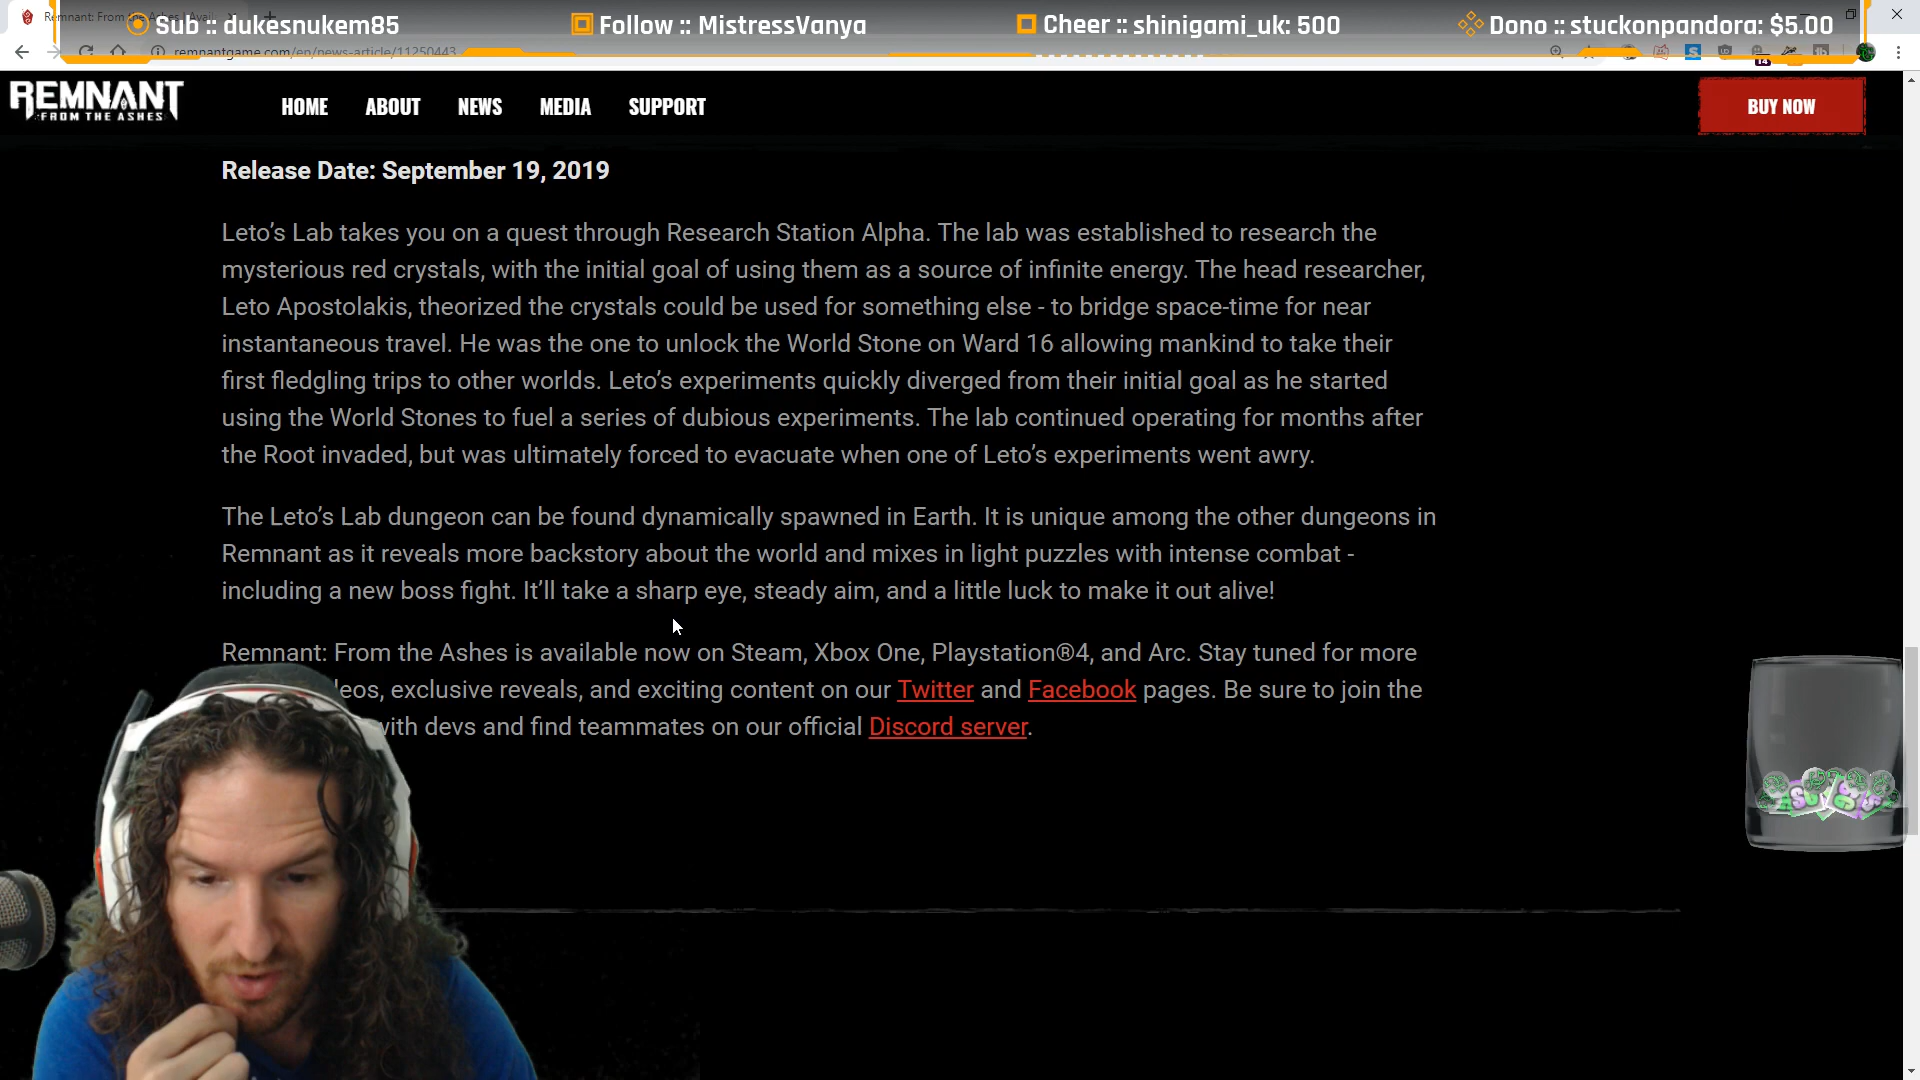 Remnant: From the Ashes | Avail
Sub :: dukesnukem85
Follow :: MistressVanya
Cheer :: shinigami_uk: 500
Dono :: stuckonpandora: $5.00
remnantgame.com/en/news-article/11250443
14
REMNANT
FROM THE ASHES
HOME
ABOUT
NEWS
MEDIA
SUPPORT
BUY NOW
Release Date: September 19, 2019
Leto’s Lab takes you on a quest through Research Station Alpha. The lab was established to research the
mysterious red crystals, with the initial goal of using them as a source of infinite energy. The head researcher,
Leto Apostolakis, theorized the crystals could be used for something else - to bridge space-time for near
instantaneous travel. He was the one to unlock the World Stone on Ward 16 allowing mankind to take their
first fledgling trips to other worlds. Leto’s experiments quickly diverged from their initial goal as he started
using the World Stones to fuel a series of dubious experiments. The lab continued operating for months after
the Root invaded, but was ultimately forced to evacuate when one of Leto’s experiments went awry.
The Leto’s Lab dungeon can be found dynamically spawned in Earth. It is unique among the other dungeons in
Remnant as it reveals more backstory about the world and mixes in light puzzles with intense combat -
including a new boss fight. It’ll take a sharp eye, steady aim, and a little luck to make it out alive!
Remnant: From the Ashes is available now on Steam, Xbox One, Playstation®4, and Arc. Stay tuned for more
eos, exclusive reveals, and exciting content on our Twitter and Facebook pages. Be sure to join the
with devs and find teammates on our official Discord server.